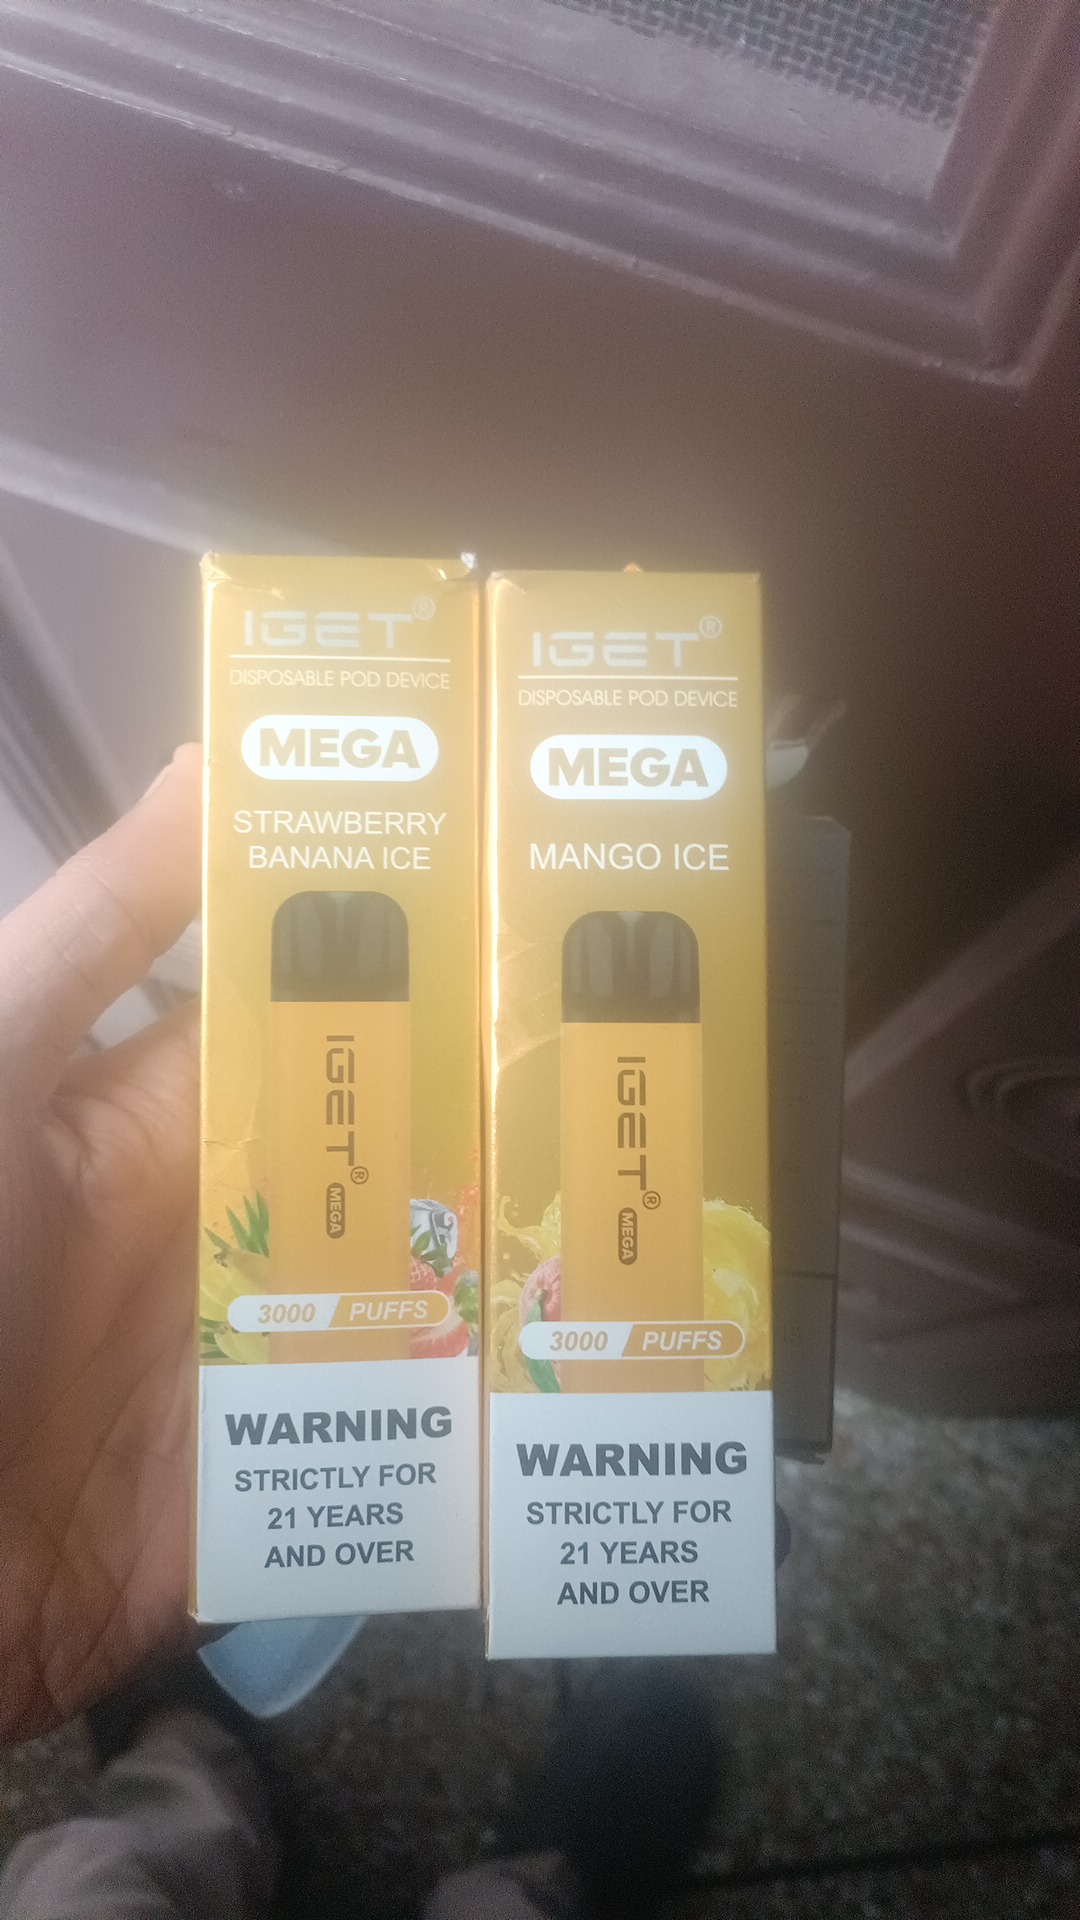 IGET®
DISPOSABLE POD DEVICE
MEGA
STRAWBERRY
BANANA ICE
IGET®
MEGA
3000 PUFFS
WARNING
STRICTLY FOR
21 YEARS
AND OVER
IGET®
DISPOSABLE POD DEVICE
MEGA
MANGO ICE
IGET®
MEGA
3000 PUFFS
WARNING
STRICTLY FOR
21 YEARS
AND OVER